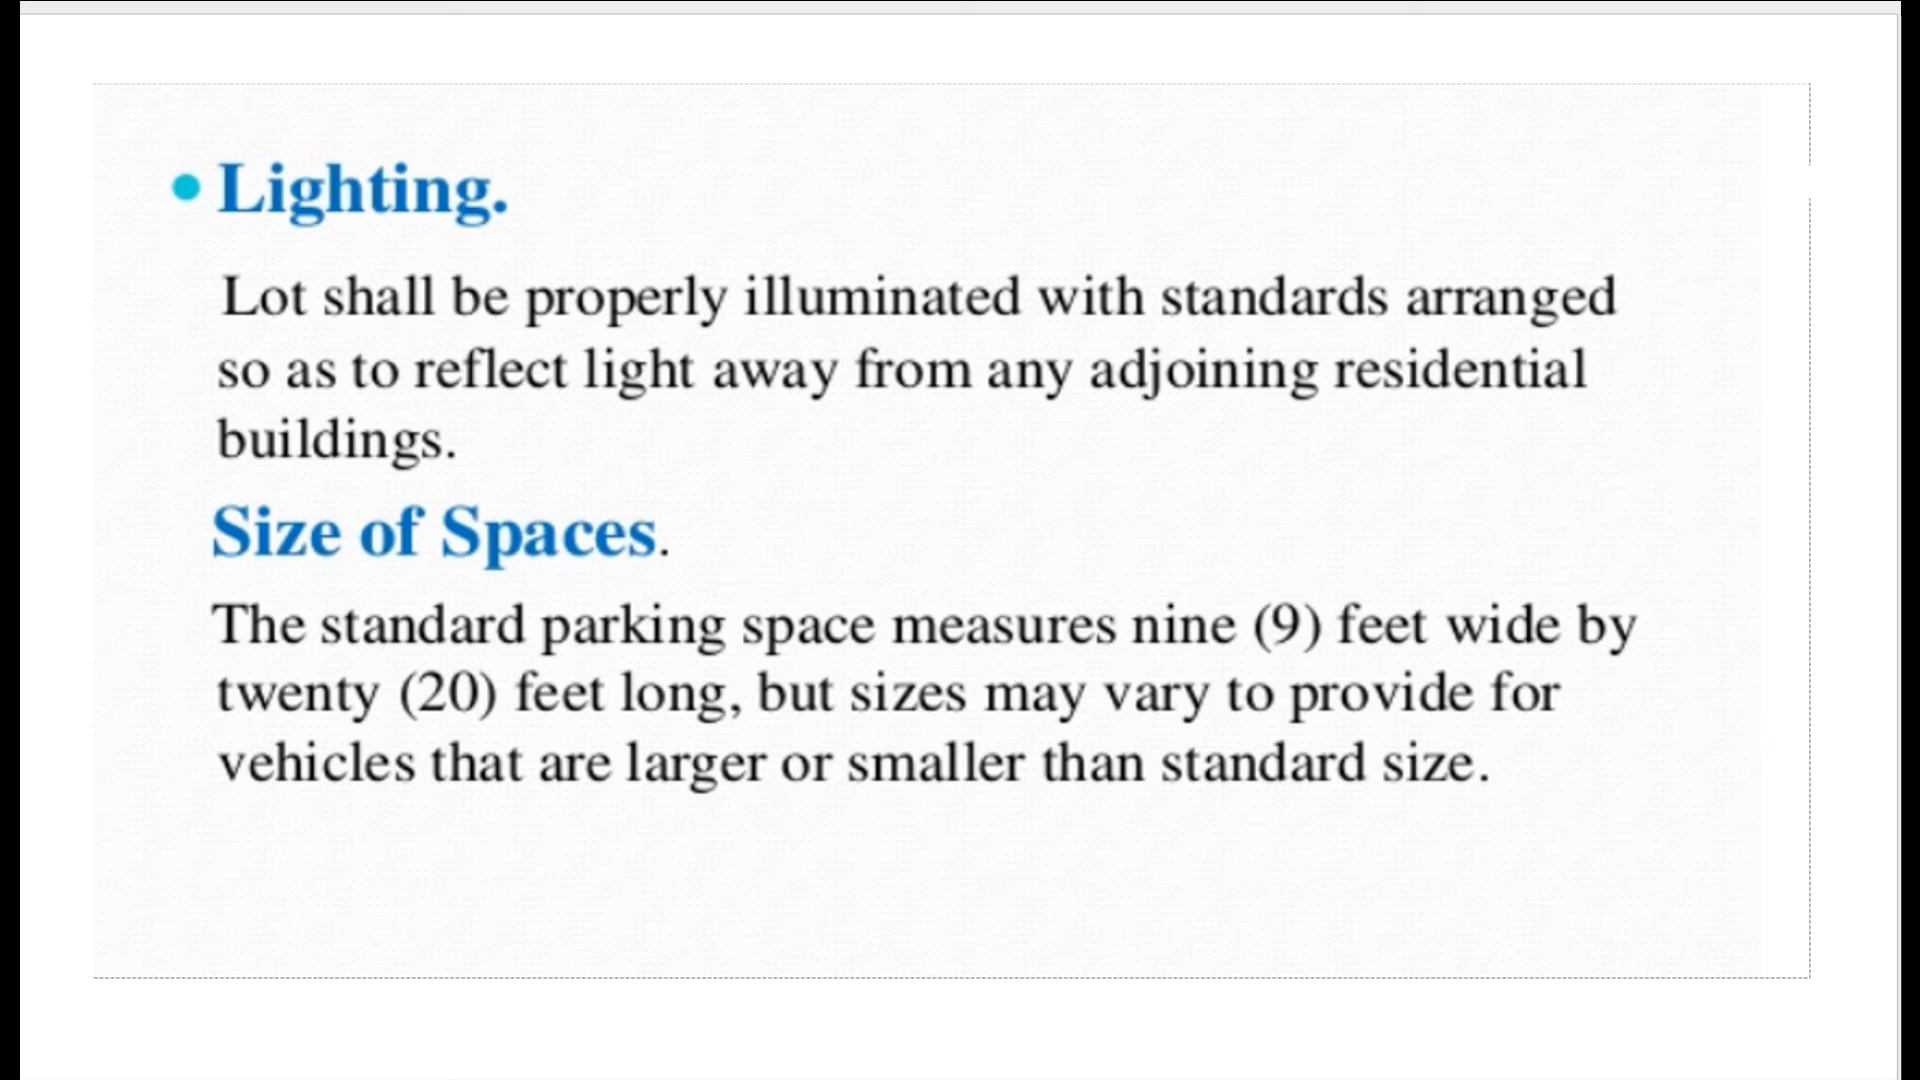 • Lighting.
Lot shall be properly illuminated with standards arranged
so as to reflect light away from any adjoining residential
buildings.
Size of Spaces.
The standard parking space measures nine (9) feet wide by
twenty (20) feet long, but sizes may vary to provide for
vehicles that are larger or smaller than standard size.